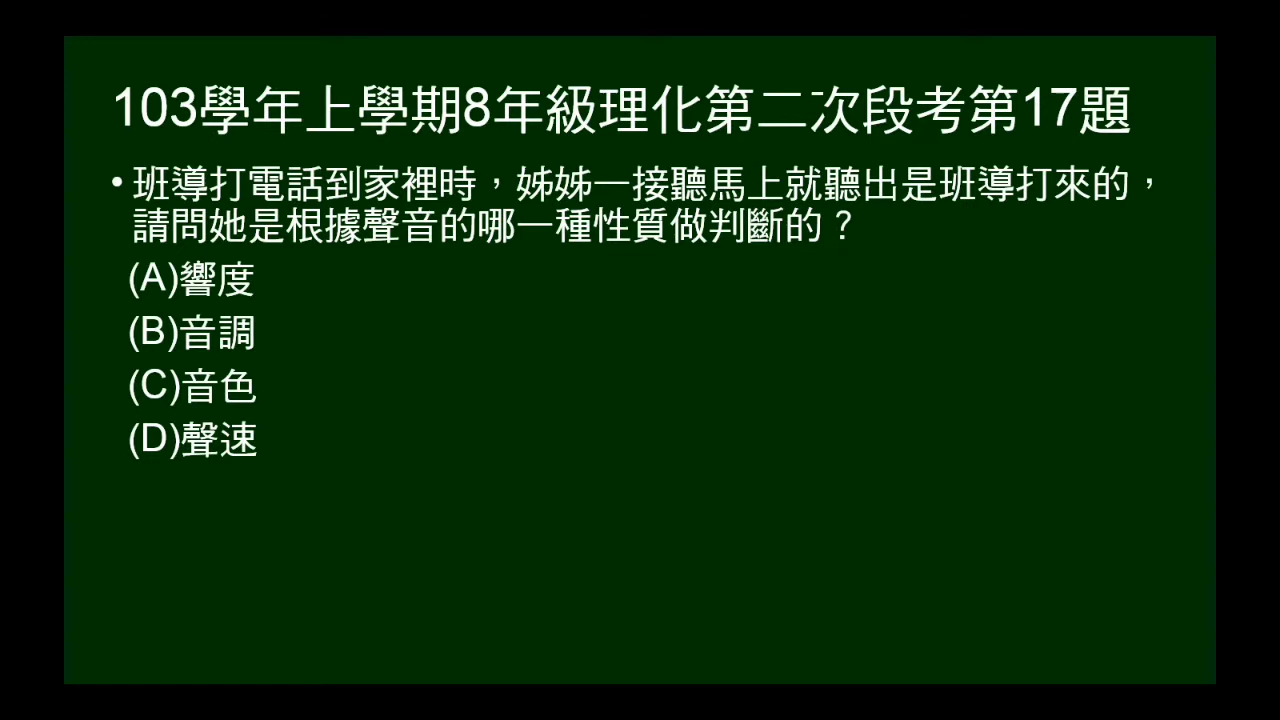 103學年上學期8年級理化第二次段考第17題
•班導打電話到家裡時，姊姊一接聽馬上就聽出是班導打來的，
請問她是根據聲音的哪一種性質做判斷的？
(A)響度
(B)音調
(C)音色
(D)聲速